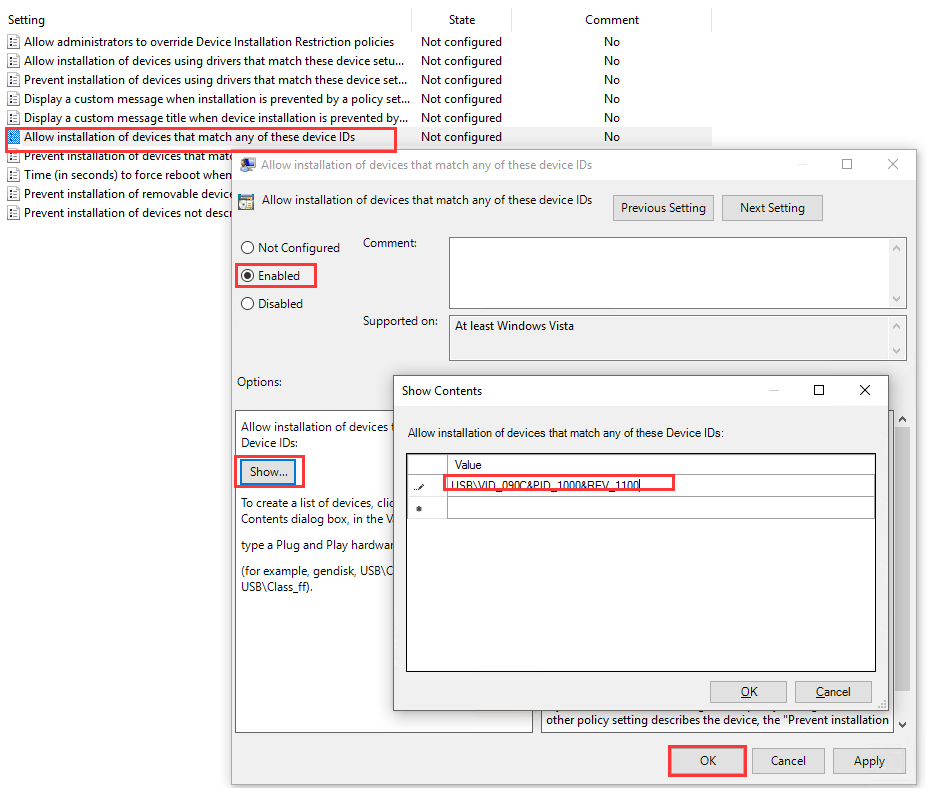 Setting State Comment
Allow administrators to override Device Installation Restriction policies Not configured No
Allow installation of devices using drivers that match these device setu... Not configured No
Prevent installation of devices using drivers that match these device set... Not configured No
Display a custom message when installation is prevented by a policy set... Not configured No
Display a custom message title when device installation is prevented by... Not configured No
Allow installation of devices that match any of these device IDs Not configured No
Prevent installation of devices that mat
Time (in seconds) to force reboot when
Prevent installation of removable device
Prevent installation of devices not descr
Allow installation of devices that match any of these device IDs
Allow installation of devices that match any of these device IDs
Previous Setting Next Setting
Not Configured Comment:
Enabled
Disabled
Supported on: At least Windows Vista
Options:
Allow installation of devices
Device IDs:
Show...
To create a list of devices, clic
Contents dialog box, in the V
type a Plug and Play hardwar
(for example, gendisk, USB\C
USB\Class_ff).
Show Contents
Allow installation of devices that match any of these Device IDs:
Value
USB\VID_090C&PID_1000&REV_1100
OK Cancel
other policy setting describes the device, the "Prevent installation
OK Cancel Apply